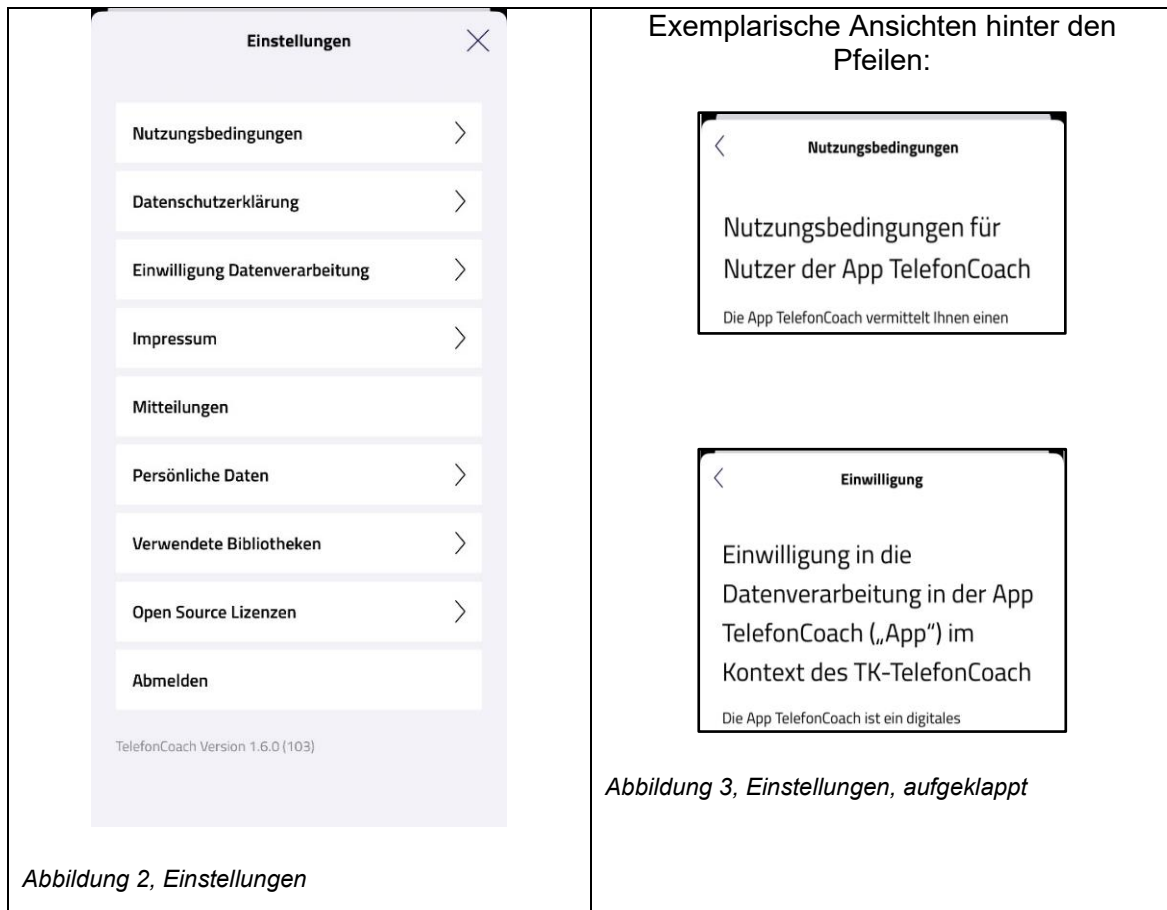 Einstellungen
Nutzungsbedingungen
Datenschutzerklärung
Einwilligung Datenverarbeitung
Impressum
Mitteilungen
Persönliche Daten
Verwendete Bibliotheken
Open Source Lizenzen
Abmelden
TelefonCoach Version 1.6.0 (103)
Abbildung 2, Einstellungen
Exemplarische Ansichten hinter den
Pfeilen:
Nutzungsbedingungen
Nutzungsbedingungen für
Nutzer der App TelefonCoach
Die App TelefonCoach vermittelt Ihnen einen
Einwilligung
Einwilligung in die
Datenverarbeitung in der App
TelefonCoach („App“) im
Kontext des TK-TelefonCoach
Die App TelefonCoach ist ein digitales
Abbildung 3, Einstellungen, aufgeklappt